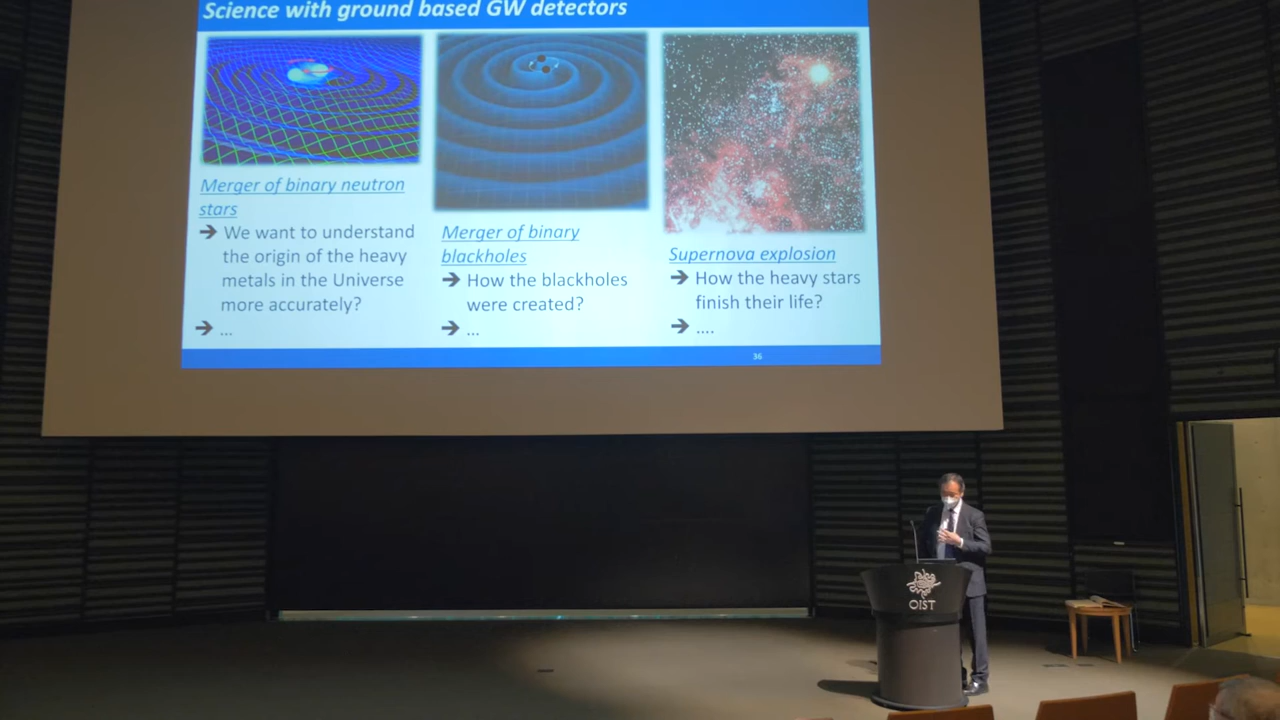 Science with ground based GW detectors
Merger of binary neutron
stars
➔ We want to understand
the origin of the heavy
metals in the Universe
more accurately?
➔ ...
Merger of binary
blackholes
➔ How the blackholes
were created?
➔ ...
Supernova explosion
➔ How the heavy stars
finish their life?
➔ ....
36
OIST